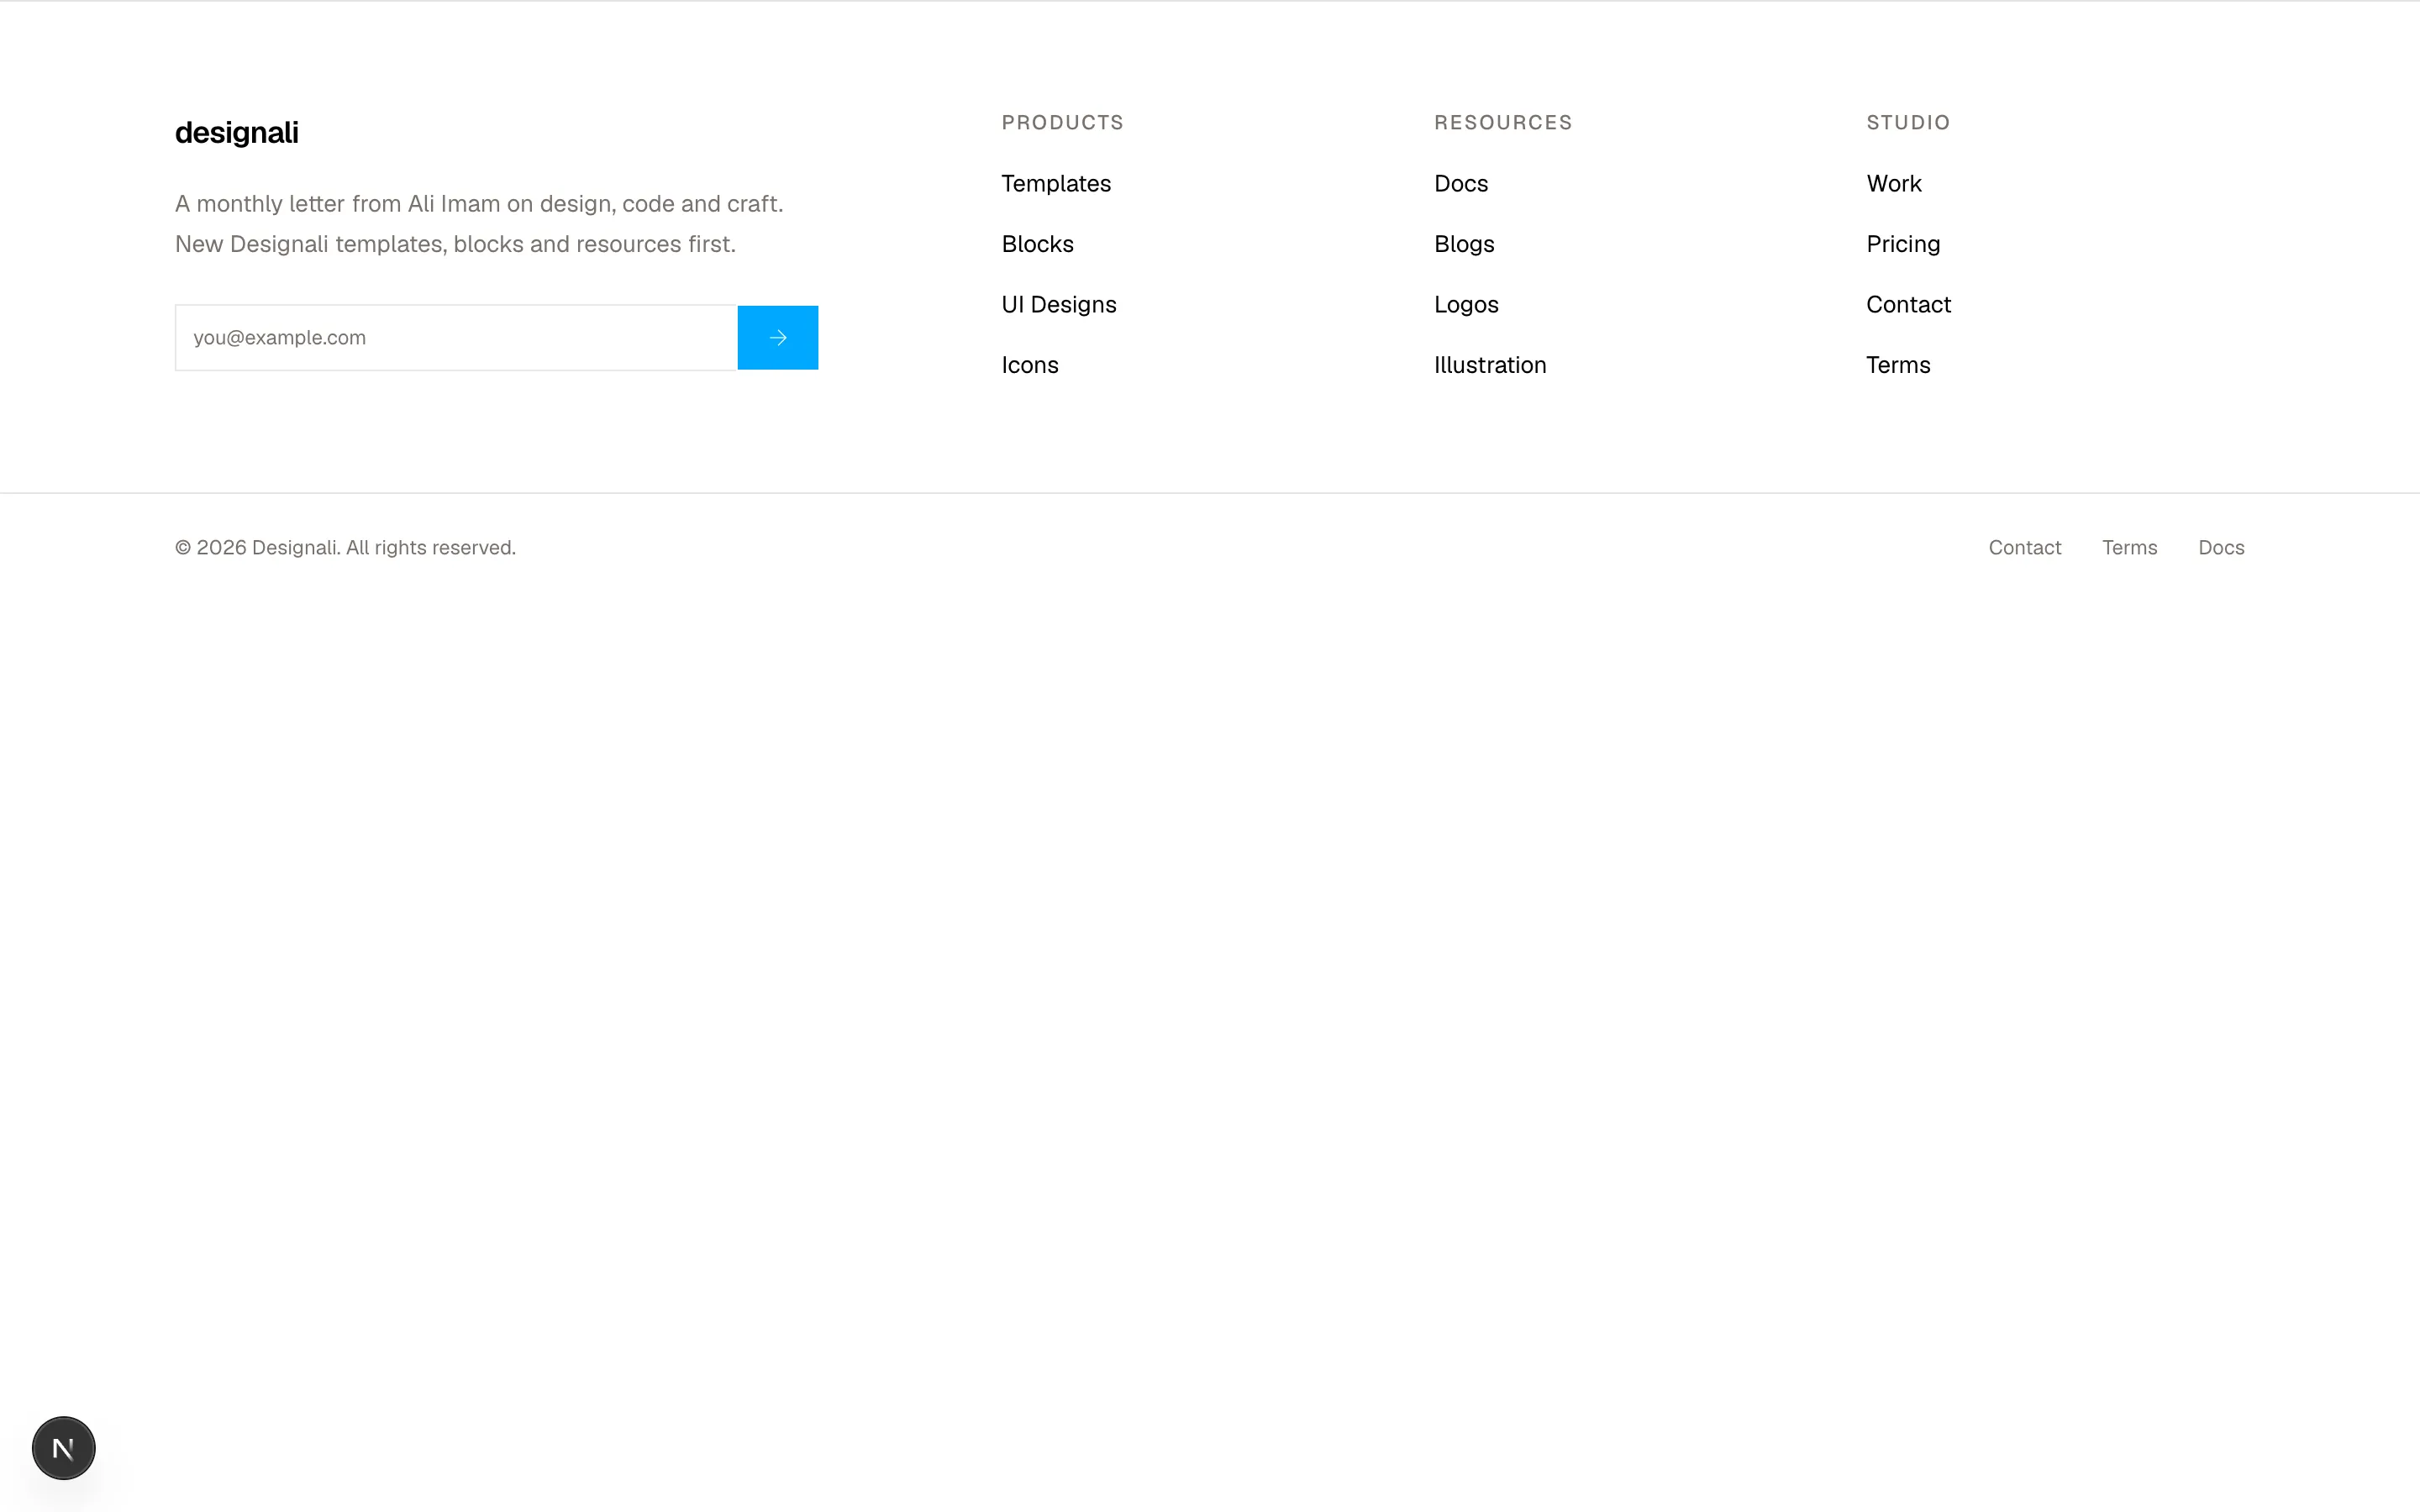 designali
A monthly letter from Ali Imam on design, code and craft.
New Designali templates, blocks and resources first.
you@example.com
PRODUCTS
Templates
Blocks
UI Designs
Icons
RESOURCES
Docs
Blogs
Logos
Illustration
STUDIO
Work
Pricing
Contact
Terms
© 2026 Designali. All rights reserved.
Contact Terms Docs
N